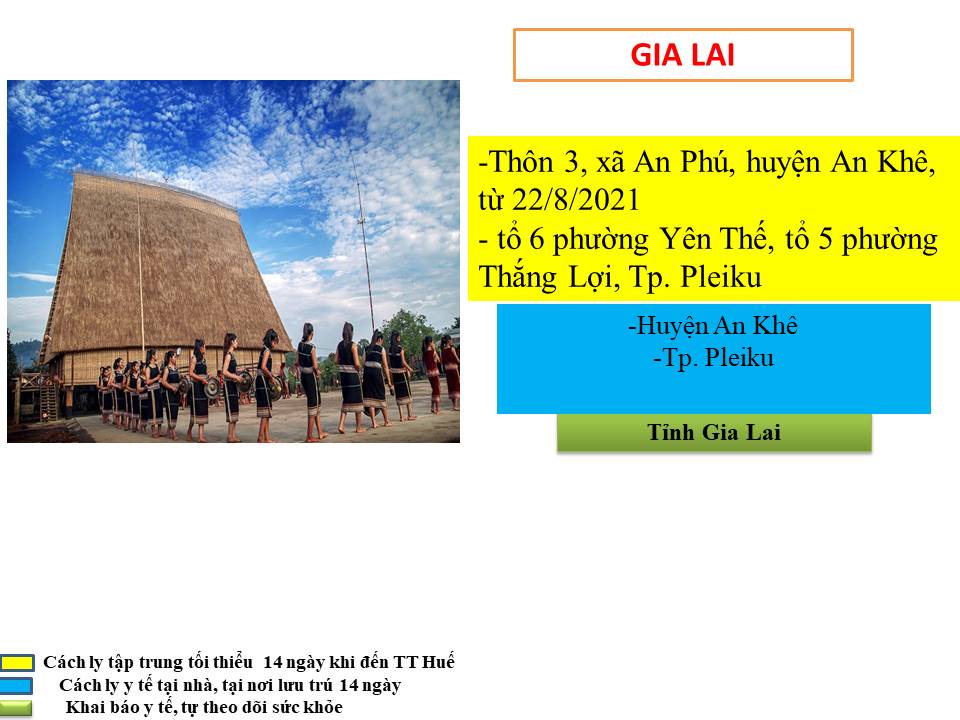 GIA LAI
-Thôn 3, xã An Phú, huyện An Khê,
từ 22/8/2021
- tổ 6 phường Yên Thế, tổ 5 phường
Thắng Lợi, Tp. Pleiku
-Huyện An Khê
-Tp. Pleiku
Tỉnh Gia Lai
Cách ly tập trung tối thiểu 14 ngày khi đến TT Huế
Cách ly y tế tại nhà, tại nơi lưu trú 14 ngày
Khai báo y tế, tự theo dõi sức khỏe